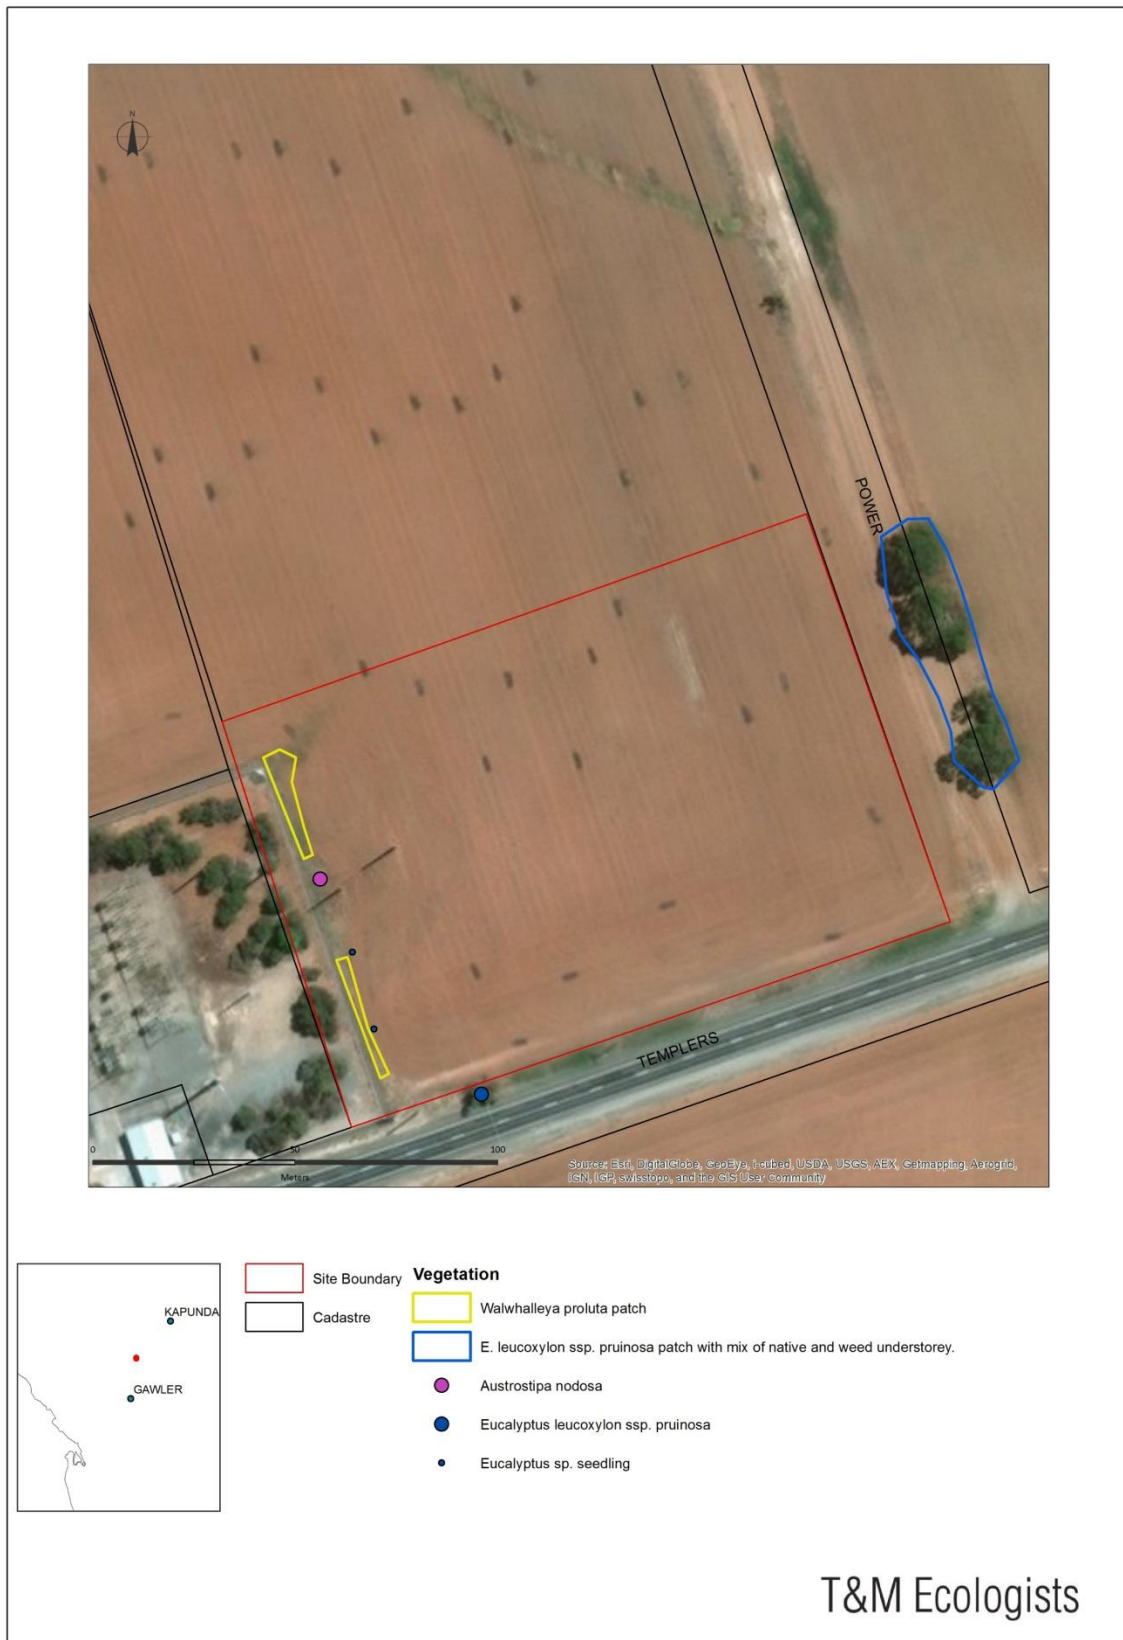 N
POWER
TEMPLERS
0 50 100
Meters
Source: Esri, DigitalGlobe, GeoEye, i-cubed, USDA, USGS, AEX, Getmapping, Aerogrid,
IGN, IGP, swisstopo, and the GIS User Community
KAPUNDA
GAWLER
Site Boundary
Cadastre
Vegetation
Walwhalleya proluta patch
E. leucoxylon ssp. pruinosa patch with mix of native and weed understorey.
Austrostipa nodosa
Eucalyptus leucoxylon ssp. pruinosa
Eucalyptus sp. seedling
T&M Ecologists